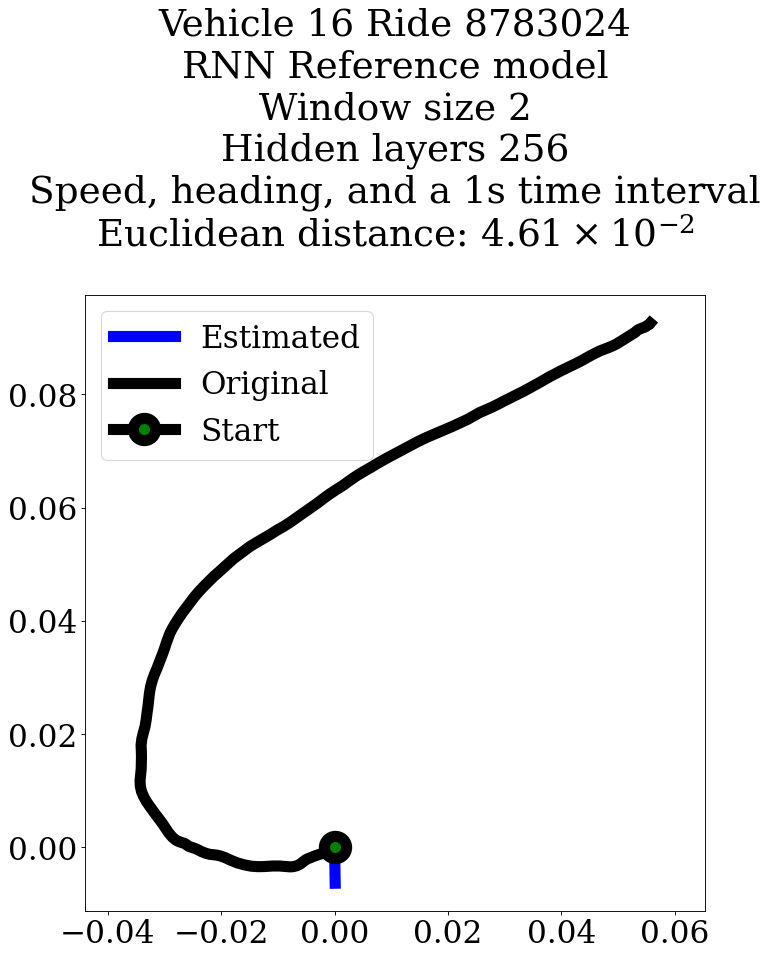 Vehicle 16 Ride 8783024
RNN Reference model
Window size 2
Hidden layers 256
Speed, heading, and a 1s time interval
Euclidean distance: 4.61 × 10⁻²
Estimated
Original
Start
0.08
0.06
0.04
0.02
0.00
−0.04 −0.02 0.00 0.02 0.04 0.06